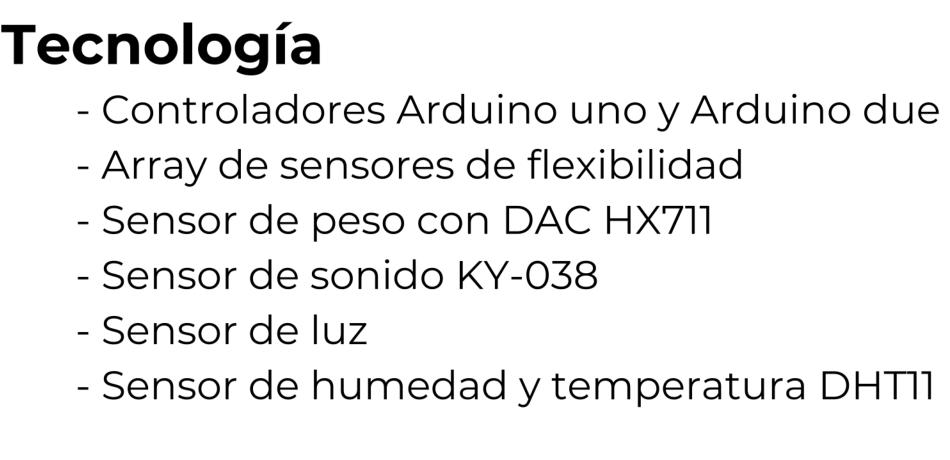 Tecnología
- Controladores Arduino uno y Arduino due
- Array de sensores de flexibilidad
- Sensor de peso con DAC HX711
- Sensor de sonido KY-038
- Sensor de luz
- Sensor de humedad y temperatura DHT11